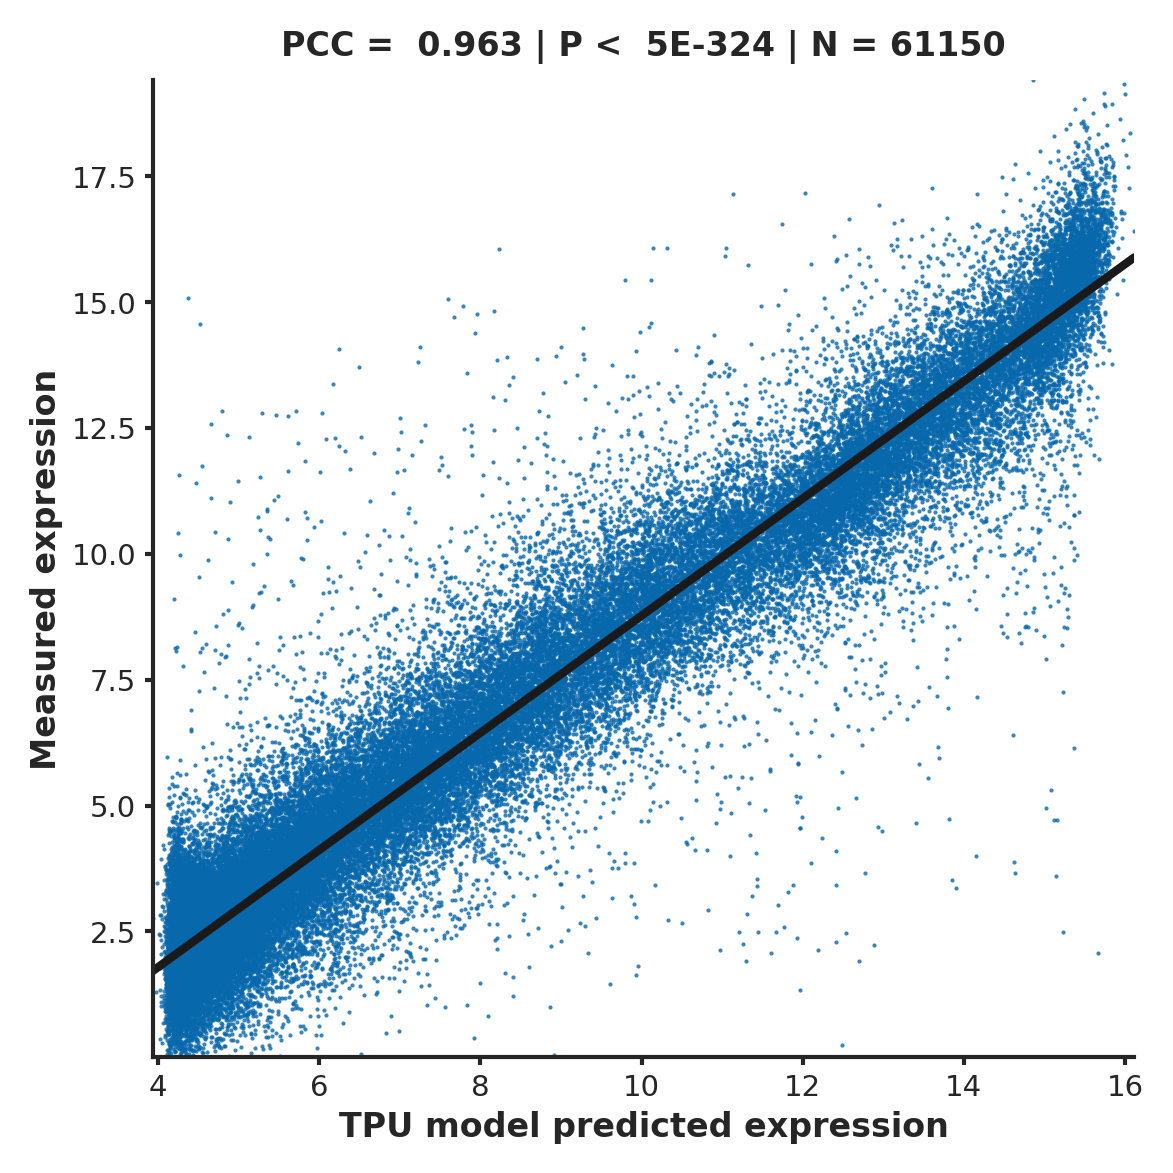 PCC =  0.963 | P <  5E-324 | N = 61150
17.5
15.0
12.5
10.0
7.5
5.0
2.5
Measured expression
4 6 8 10 12 14 16
TPU model predicted expression